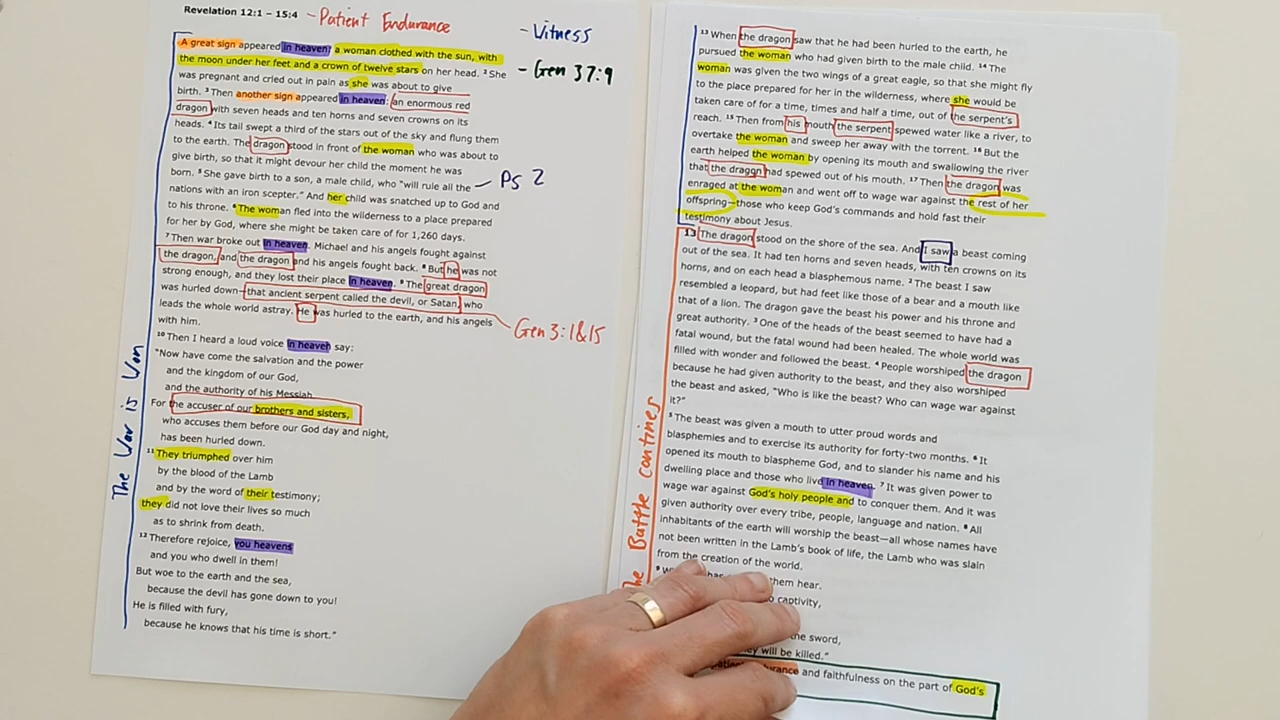 Revelation 12:1 – 15:4 - Patient Endurance
- Vitness
- Gen 37:9
A great sign appeared in heaven: a woman clothed with the sun, with
the moon under her feet and a crown of twelve stars on her head. 2 She
was pregnant and cried out in pain as she was about to give
birth. 3 Then another sign appeared in heaven: an enormous red
dragon with seven heads and ten horns and seven crowns on its
heads. 4 Its tail swept a third of the stars out of the sky and flung them
to the earth. The dragon stood in front of the woman who was about to
give birth, so that it might devour her child the moment he was
born. 5 She gave birth to a son, a male child, who "will rule all the - Ps 2
nations with an iron scepter." And her child was snatched up to God and
to his throne. 6 The woman fled into the wilderness to a place prepared
for her by God, where she might be taken care of for 1,260 days.
7 Then war broke out in heaven. Michael and his angels fought against
the dragon, and the dragon and his angels fought back. 8 But he was not
strong enough, and they lost their place in heaven. 9 The great dragon
was hurled down—that ancient serpent called the devil, or Satan, who
leads the whole world astray. He was hurled to the earth, and his angels
with him.
Gen 3:1&15
10 Then I heard a loud voice in heaven say:
"Now have come the salvation and the power
and the kingdom of our God,
and the authority of his Messiah.
For the accuser of our brothers and sisters,
who accuses them before our God day and night,
has been hurled down.
11 They triumphed over him
by the blood of the Lamb
and by the word of their testimony;
they did not love their lives so much
as to shrink from death.
12 Therefore rejoice, you heavens
and you who dwell in them!
But woe to the earth and the sea,
because the devil has gone down to you!
He is filled with fury,
because he knows that his time is short."
The War is Won
13 When the dragon saw that he had been hurled to the earth, he
pursued the woman who had given birth to the male child. 14 The
woman was given the two wings of a great eagle, so that she might fly
to the place prepared for her in the wilderness, where she would be
taken care of for a time, times and half a time, out of the serpent's
reach. 15 Then from his mouth the serpent spewed water like a river, to
overtake the woman and sweep her away with the torrent. 16 But the
earth helped the woman by opening its mouth and swallowing the river
that the dragon had spewed out of his mouth. 17 Then the dragon was
enraged at the woman and went off to wage war against the rest of her
offspring—those who keep God's commands and hold fast their
testimony about Jesus.
13 The dragon stood on the shore of the sea. And I saw a beast coming
out of the sea. It had ten horns and seven heads, with ten crowns on its
horns, and on each head a blasphemous name. 2 The beast I saw
resembled a leopard, but had feet like those of a bear and a mouth like
that of a lion. The dragon gave the beast his power and his throne and
great authority. 3 One of the heads of the beast seemed to have had a
fatal wound, but the fatal wound had been healed. The whole world was
filled with wonder and followed the beast. 4 People worshiped the dragon
because he had given authority to the beast, and they also worshiped
the beast and asked, "Who is like the beast? Who can wage war against
it?"
5 The beast was given a mouth to utter proud words and
blasphemies and to exercise its authority for forty-two months. 6 It
opened its mouth to blaspheme God, and to slander his name and his
dwelling place and those who live in heaven. 7 It was given power to
wage war against God's holy people and to conquer them. And it was
given authority over every tribe, people, language and nation. 8 All
inhabitants of the earth will worship the beast—all whose names have
not been written in the Lamb's book of life, the Lamb who was slain
from the creation of the world.
them hear.
captivity,
the sword,
will be killed."
and faithfulness on the part of God's
The Battle contines